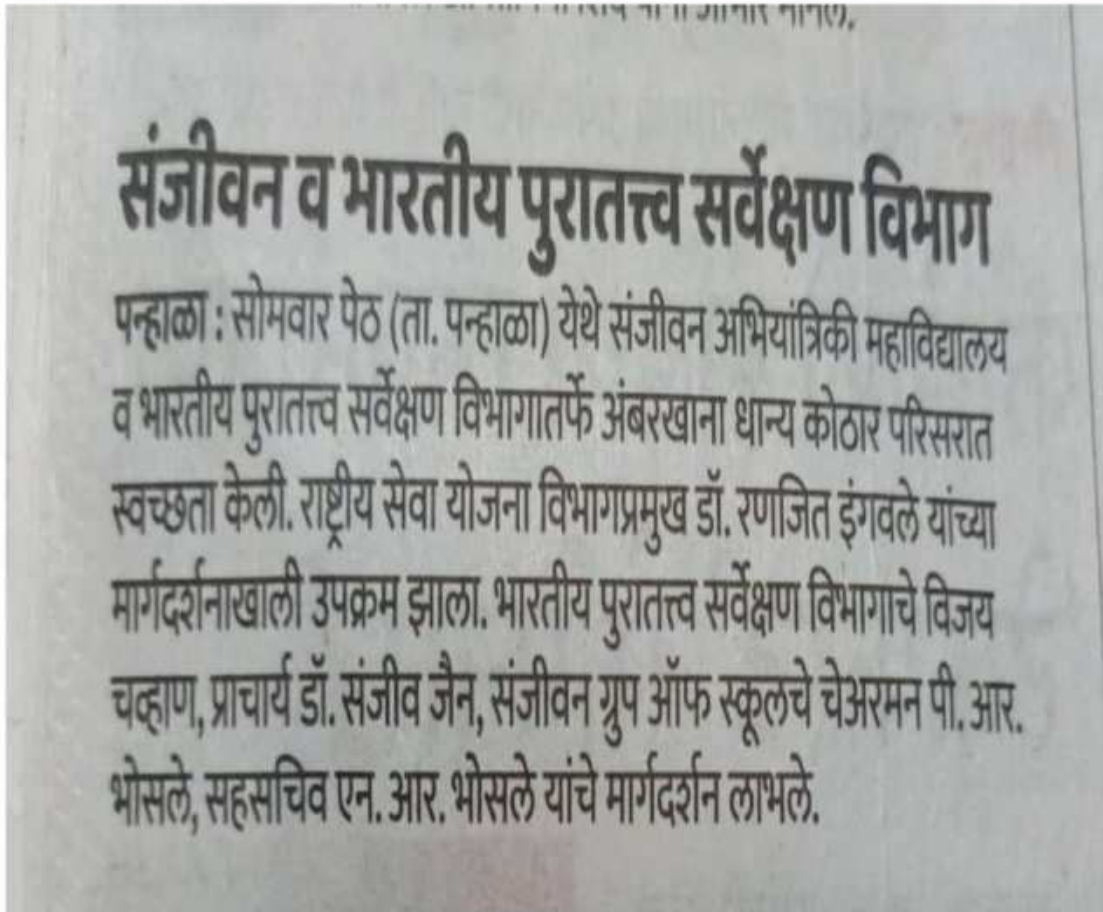 संजीवन व भारतीय पुरातत्त्व सर्वेक्षण विभाग
पन्हाळा : सोमवार पेठ (ता. पन्हाळा) येथे संजीवन अभियांत्रिकी महाविद्यालय
व भारतीय पुरातत्त्व सर्वेक्षण विभागातर्फे अंबरखाना धान्य कोठार परिसरात
स्वच्छता केली. राष्ट्रीय सेवा योजना विभागप्रमुख डॉ. रणजित इंगवले यांच्या
मार्गदर्शनाखाली उपक्रम झाला. भारतीय पुरातत्त्व सर्वेक्षण विभागाचे विजय
चव्हाण, प्राचार्य डॉ. संजीव जैन, संजीवन ग्रुप ऑफ स्कूलचे चेअरमन पी. आर.
भोसले, सहसचिव एन. आर. भोसले यांचे मार्गदर्शन लाभले.